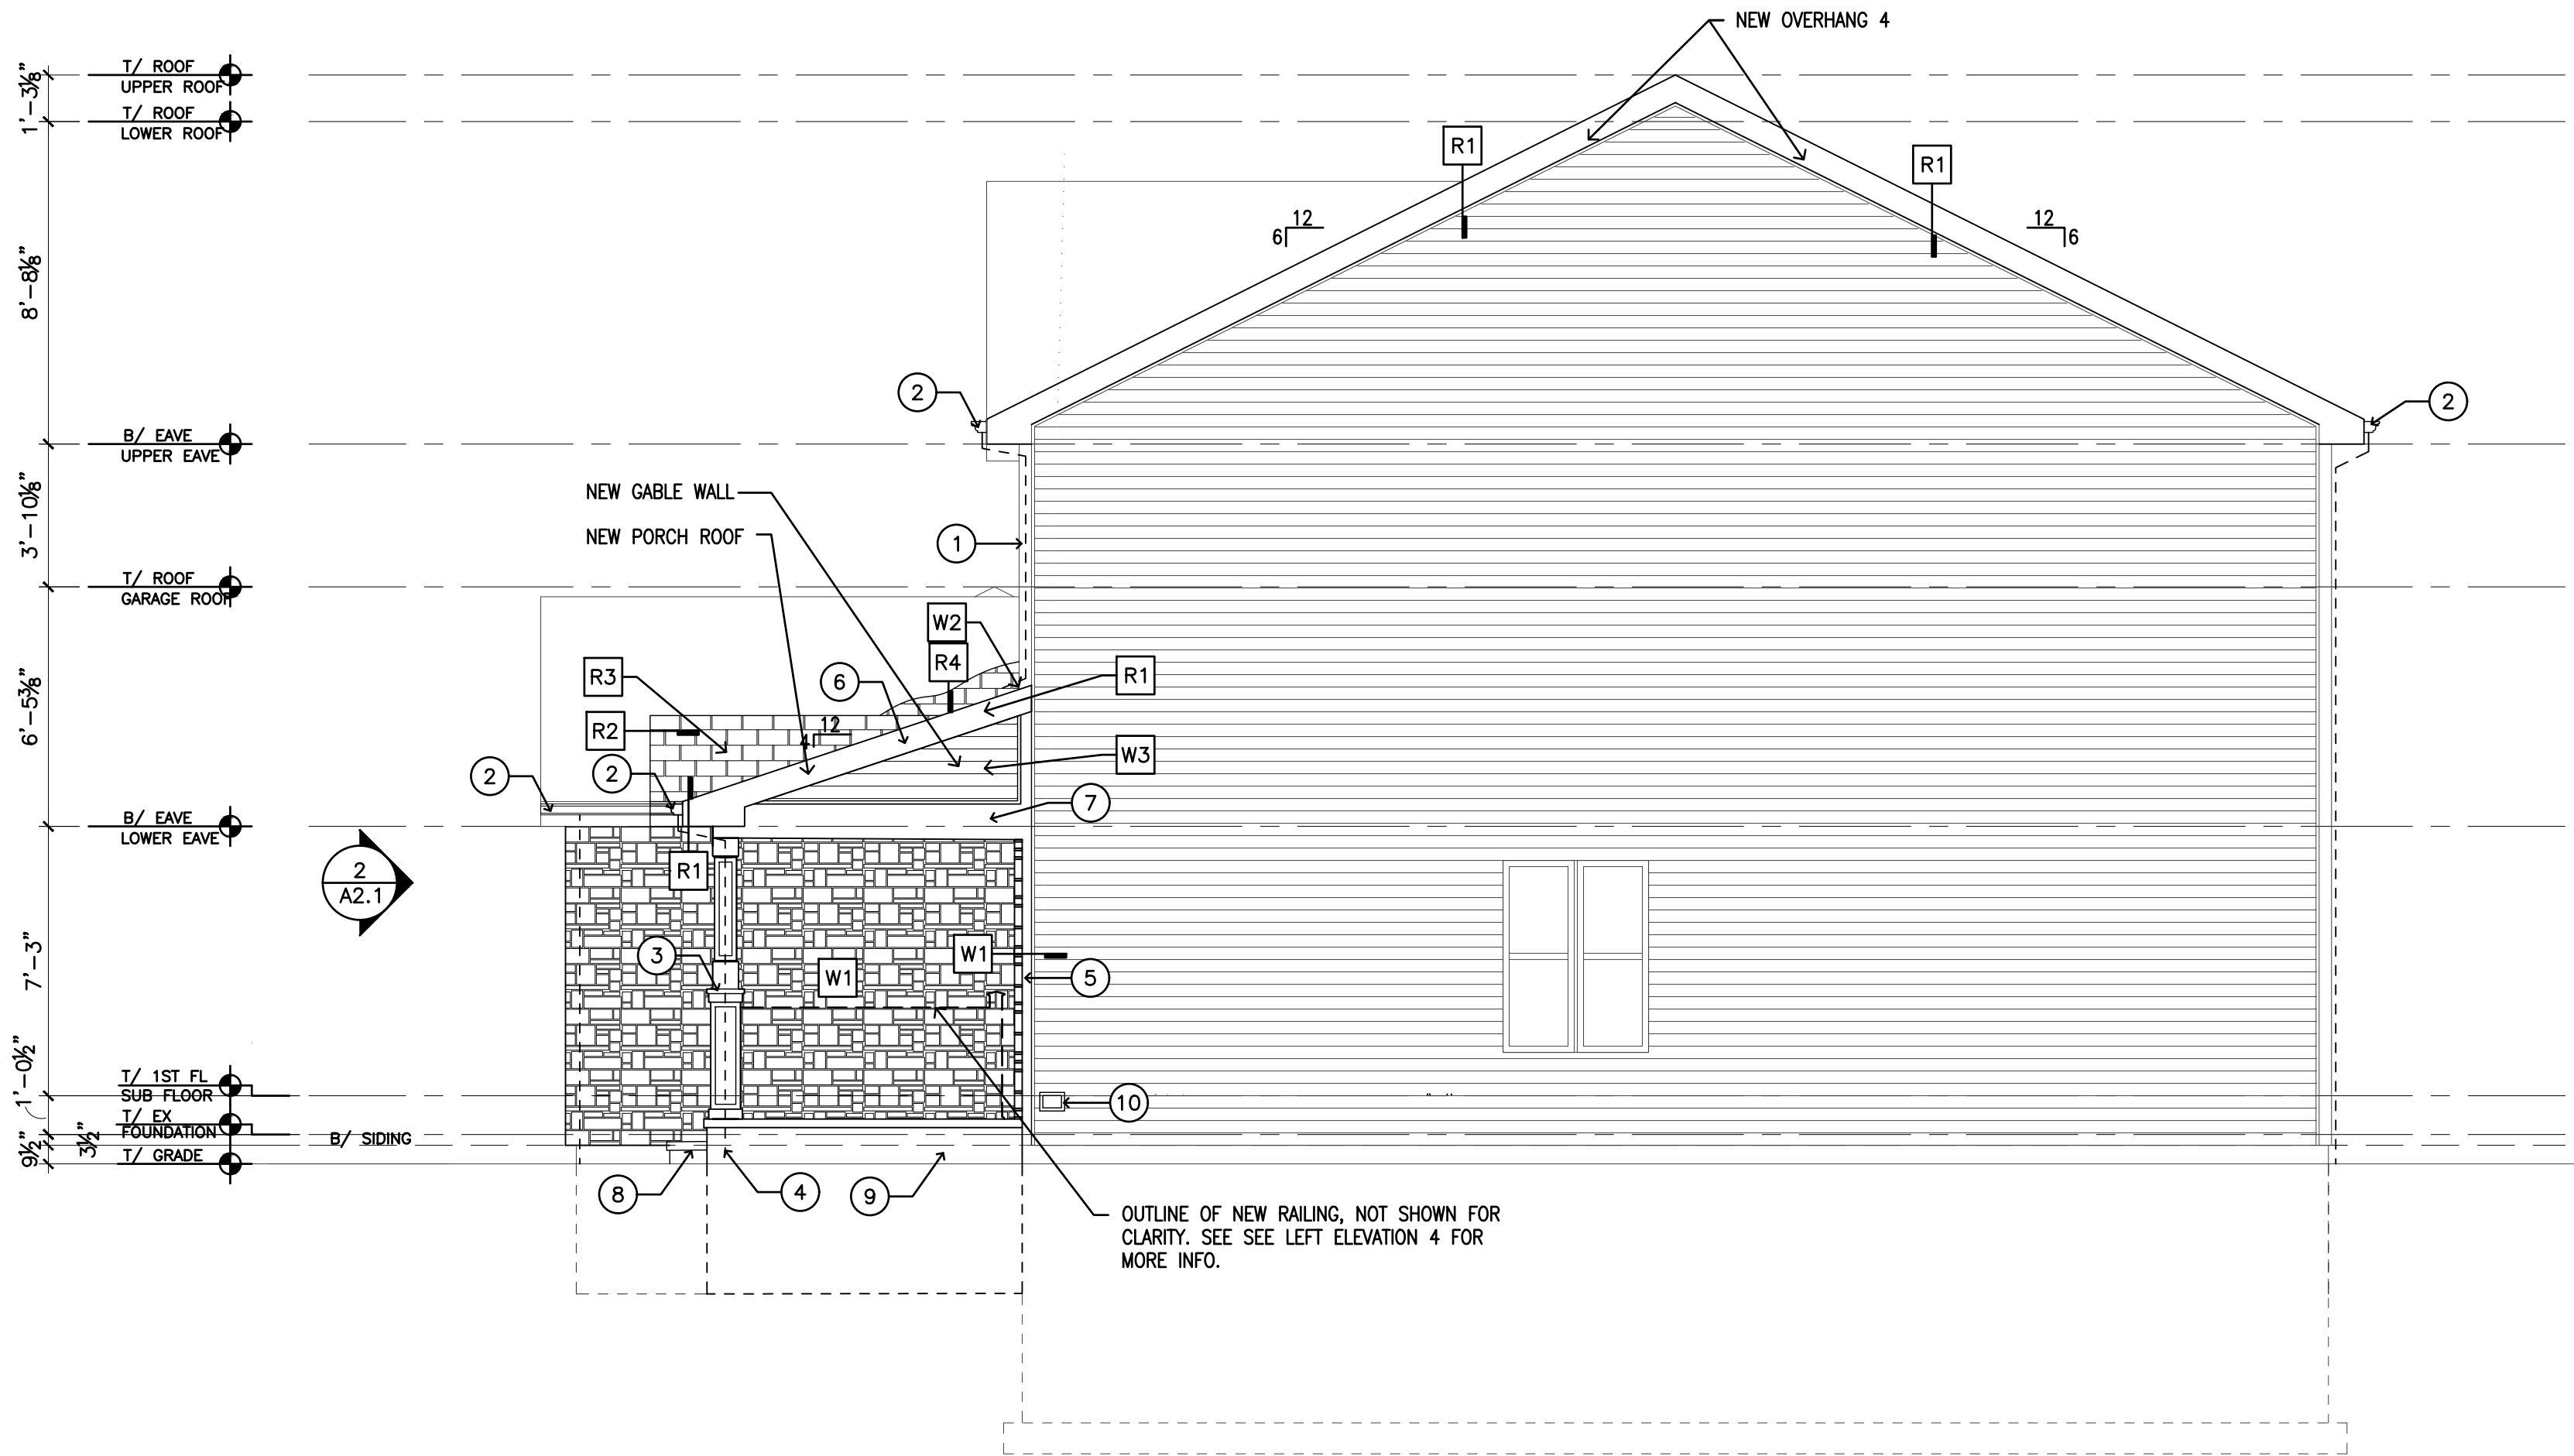 NEW OVERHANG 4
T/ ROOF
UPPER ROOF
1'-3⅛"
T/ ROOF
LOWER ROOF
R1
R1
12
6
12
6
8'-8⅛"
2
2
B/ EAVE
UPPER EAVE
3'-10⅛"
NEW GABLE WALL
NEW PORCH ROOF
1
T/ ROOF
GARAGE ROOF
W2
R4
R3
6
R1
6'-5⅜"
R2
12
4
W3
2
2
7
B/ EAVE
LOWER EAVE
R1
2
A2.1
7'-3"
3
W1
W1
5
1'-0½"
T/ 1ST FL
SUB FLOOR
10
T/ EX
FOUNDATION
B/ SIDING
9½"
3½"
T/ GRADE
8
4
9
OUTLINE OF NEW RAILING, NOT SHOWN FOR
CLARITY. SEE SEE LEFT ELEVATION 4 FOR
MORE INFO.